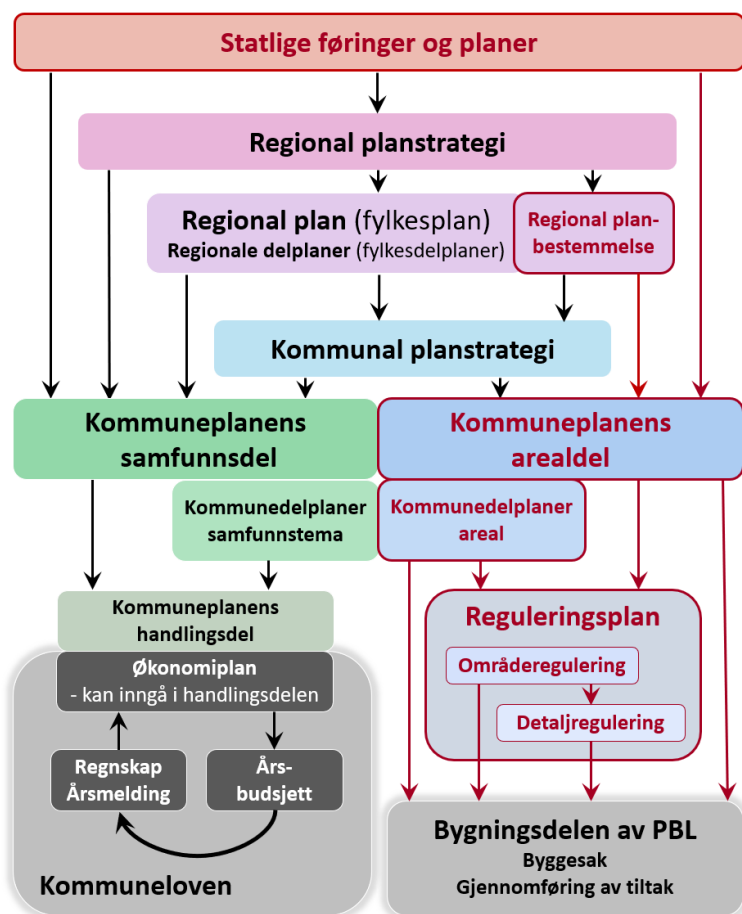 Statlige føringer og planer
Regional planstrategi
Regional plan (fylkesplan)
Regionale delplaner (fylkesdelplaner)
Regional plan-
bestemmelse
Kommunal planstrategi
Kommuneplanens
samfunnsdel
Kommuneplanens
arealdel
Kommunedelplaner
samfunnstema
Kommunedelplaner
areal
Kommuneplanens
handlingsdel
Reguleringsplan
Områderegulering
Detaljregulering
Økonomiplan
- kan inngå i handlingsdelen
Regnskap
Årsmelding
Års-
budsjett
Kommuneloven
Bygningsdelen av PBL
Byggesak
Gjennomføring av tiltak